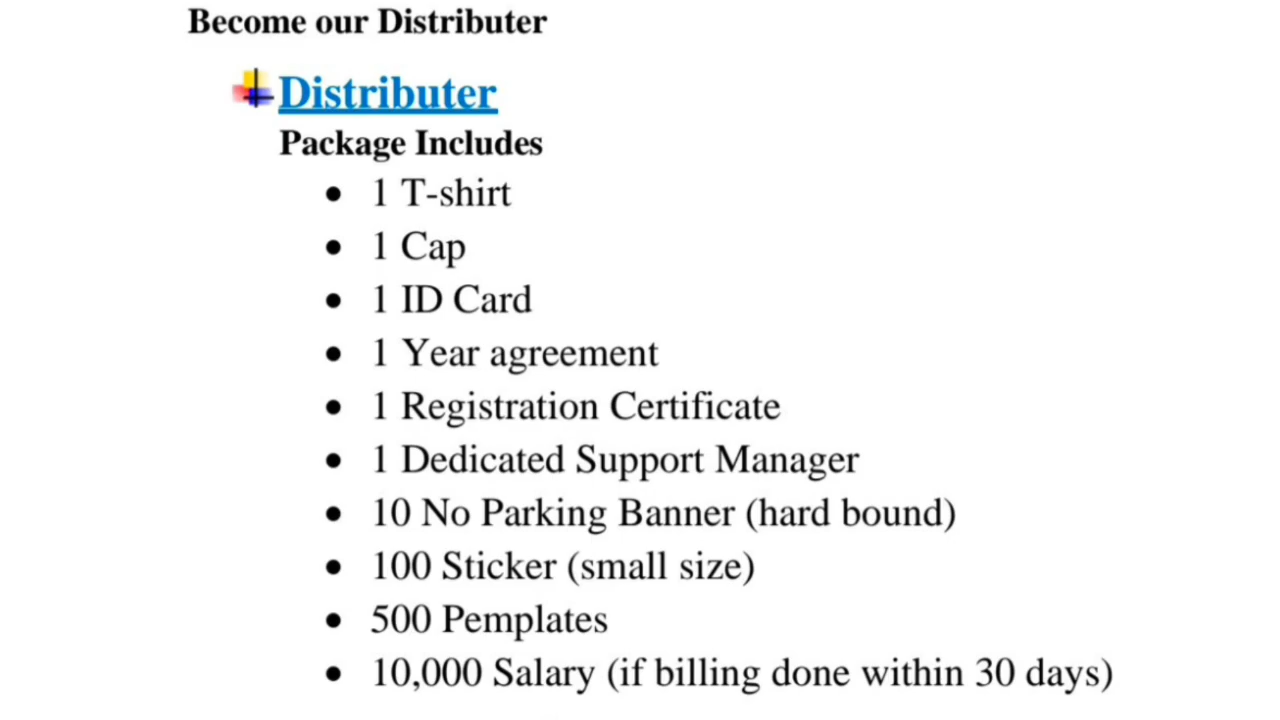 Become our Distributer
Distributer
Package Includes
• 1 T-shirt
• 1 Cap
• 1 ID Card
• 1 Year agreement
• 1 Registration Certificate
• 1 Dedicated Support Manager
• 10 No Parking Banner (hard bound)
• 100 Sticker (small size)
• 500 Pemplates
• 10,000 Salary (if billing done within 30 days)